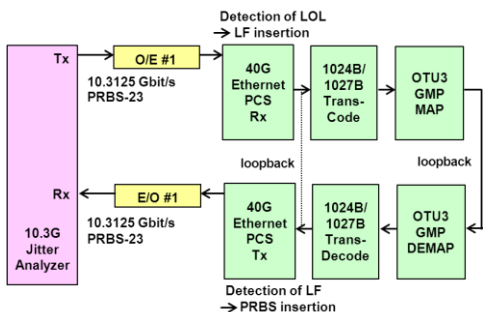 Detection of LOL
→ LF insertion
Tx
O/E #1
10.3125 Gbit/s
PRBS-23
40G
Ethernet
PCS
Rx
1024B/
1027B
Trans-
Code
OTU3
GMP
MAP
loopback
loopback
Rx
10.3G
Jitter
Analyzer
E/O #1
10.3125 Gbit/s
PRBS-23
40G
Ethernet
PCS
Tx
1024B/
1027B
Trans-
Decode
OTU3
GMP
DEMAP
Detection of LF
→ PRBS insertion